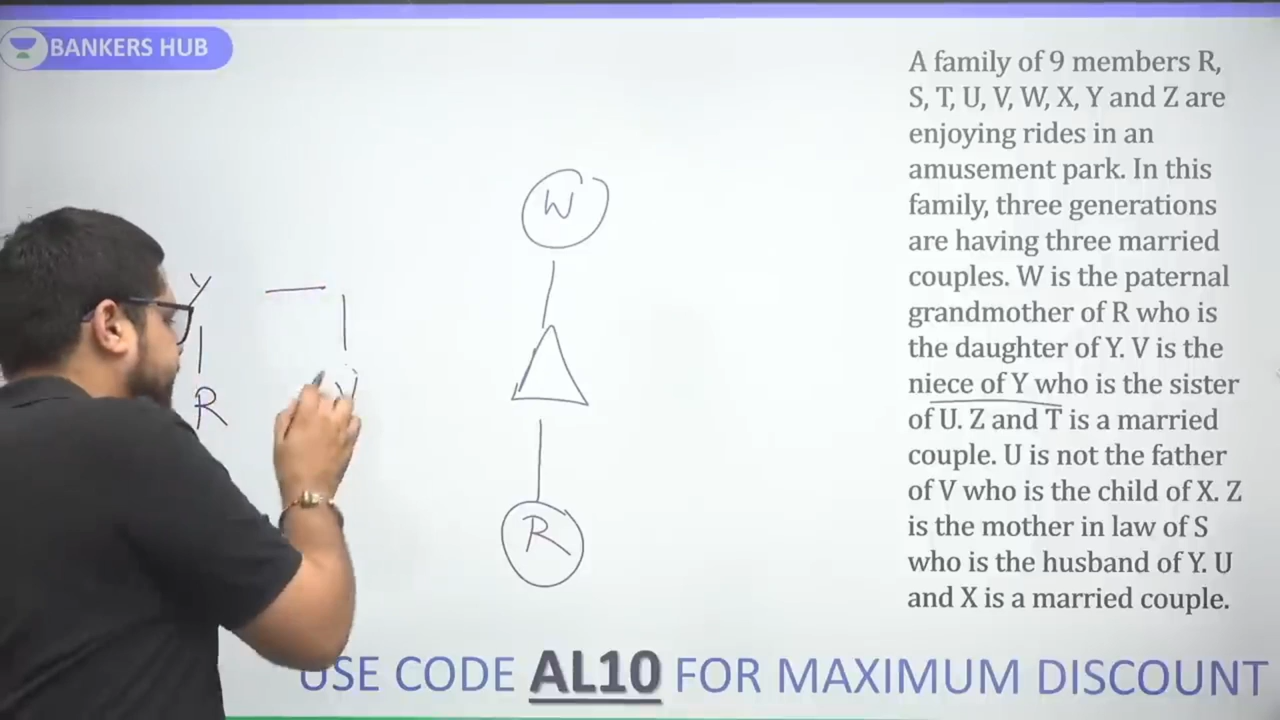 BANKERS HUB
A family of 9 members R,
S, T, U, V, W, X, Y and Z are
enjoying rides in an
amusement park. In this
family, three generations
are having three married
couples. W is the paternal
grandmother of R who is
the daughter of Y. V is the
niece of Y who is the sister
of U. Z and T is a married
couple. U is not the father
of V who is the child of X. Z
is the mother in law of S
who is the husband of Y. U
and X is a married couple.
W
R
Y
R
USE CODE AL10 FOR MAXIMUM DISCOUNT